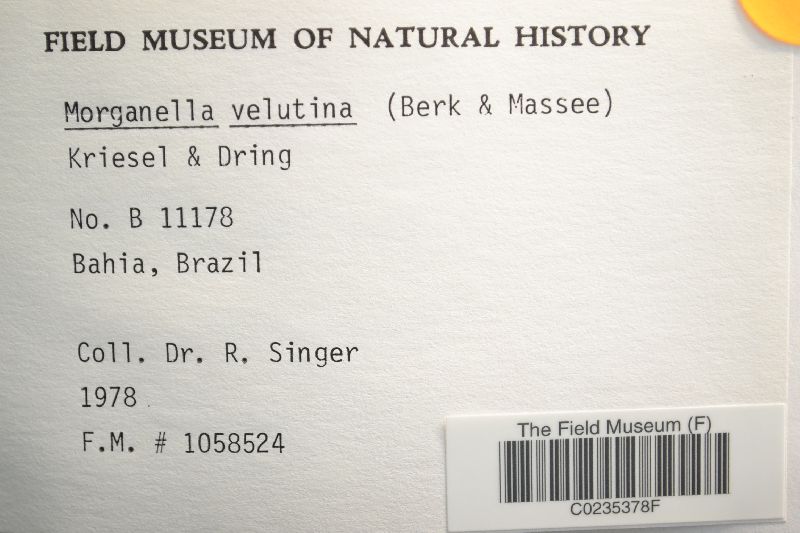 FIELD MUSEUM OF NATURAL HISTORY
Morganella velutina (Berk & Massee)
Kriesel & Dring
No. B 11178
Bahia, Brazil
Coll. Dr. R. Singer
1978
F.M. # 1058524
The Field Museum (F)
C0235378F